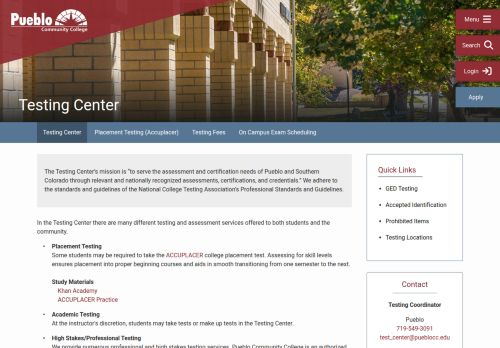 Pueblo
Community College
Menu
Search
Login
Apply
Testing Center
Testing Center
Placement Testing (Accuplacer)
Testing Fees
On Campus Exam Scheduling
The Testing Center's mission is "to serve the assessment and certification needs of Pueblo and Southern
Colorado through relevant and nationally recognized assessments, certifications, and credentials." We adhere to
the standards and guidelines of the National College Testing Association's Professional Standards and Guidelines.
In the Testing Center there are many different testing and assessment services offered to both students and the
community.
• Placement Testing
Some students may be required to take the ACCUPLACER college placement test. Assessing for skill levels
ensures placement into proper beginning courses and aids in smooth transitioning from one semester to the next.
Study Materials
Khan Academy
ACCUPLACER Practice
• Academic Testing
At the instructor's discretion, students may take tests or make up tests in the Testing Center.
• High Stakes/Professional Testing
We provide numerous professional and high stakes testing services. Pueblo Community College is an authorized
Quick Links
• GED Testing
• Accepted Identification
• Prohibited Items
• Testing Locations
Contact
Testing Coordinator
Pueblo
719-549-3091
test_center@pueblocc.edu